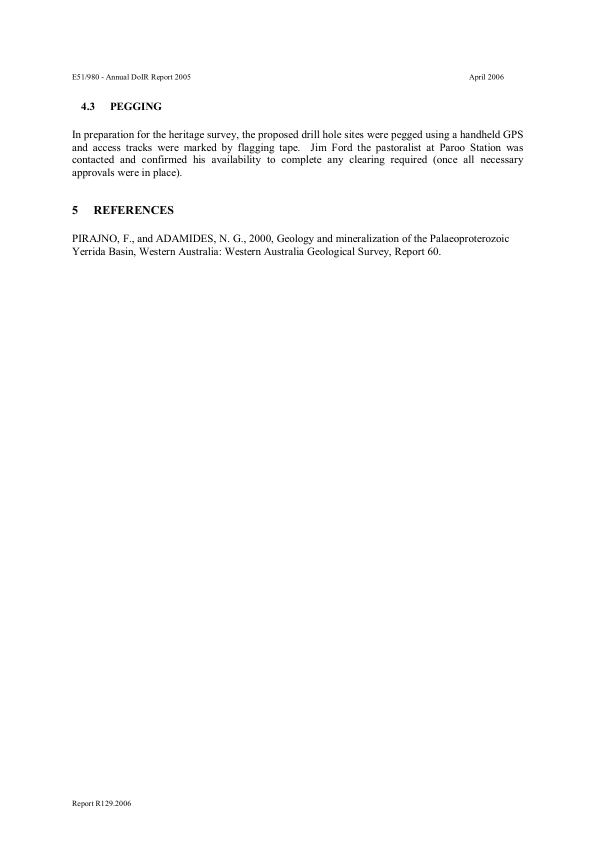 E51/980 - Annual DoIR Report 2005 April 2006
4.3 PEGGING
In preparation for the heritage survey, the proposed drill hole sites were pegged using a handheld GPS
and access tracks were marked by flagging tape. Jim Ford the pastoralist at Paroo Station was
contacted and confirmed his availability to complete any clearing required (once all necessary
approvals were in place).
5 REFERENCES
PIRAJNO, F., and ADAMIDES, N. G., 2000, Geology and mineralization of the Palaeoproterozoic
Yerrida Basin, Western Australia: Western Australia Geological Survey, Report 60.
Report R129.2006